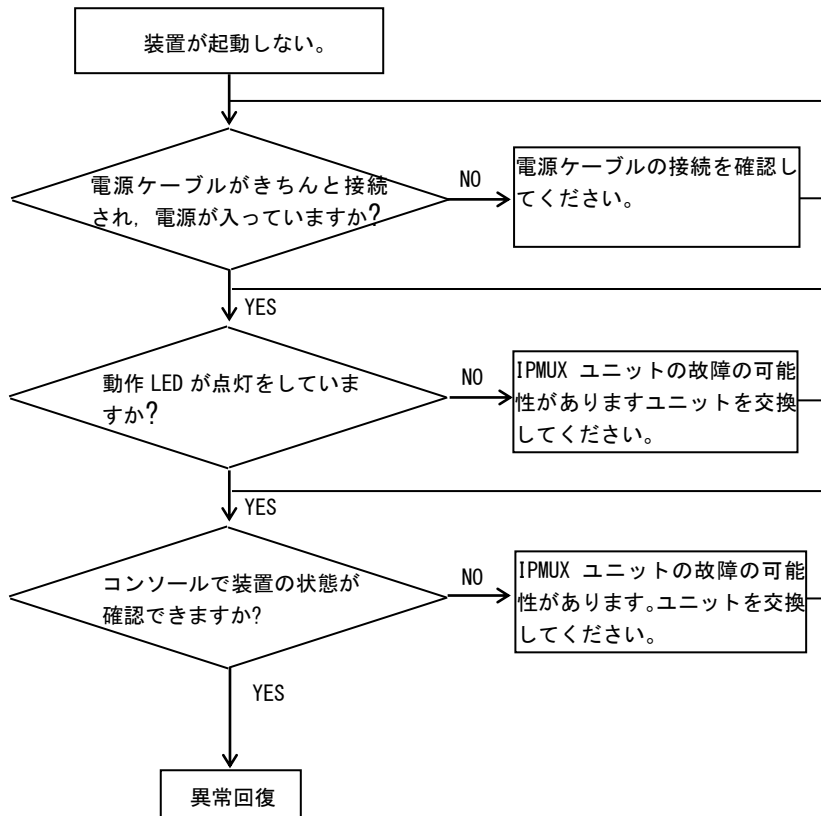 装置が起動しない。
電源ケーブルがきちんと接続
され, 電源が入っていますか?
NO
電源ケーブルの接続を確認し
てください。
YES
動作 LED が点灯をしていま
すか?
NO
IPMUX ユニットの故障の可能
性がありますユニットを交換
してください。
YES
コンソールで装置の状態が
確認できますか?
NO
IPMUX ユニットの故障の可能
性があります。ユニットを交換
してください。
YES
異常回復